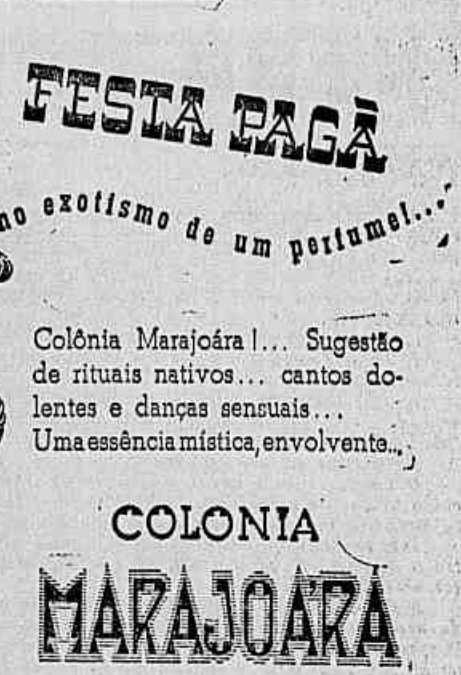 FESTA PAGÃ
no exotismo de um perfume!...
Colônia Marajoára!... Sugestão
de rituais nativos... cantos do-
lentes e danças sensuais...
Uma essência mística, envolvente...
COLONIA
MARAJOÁRA